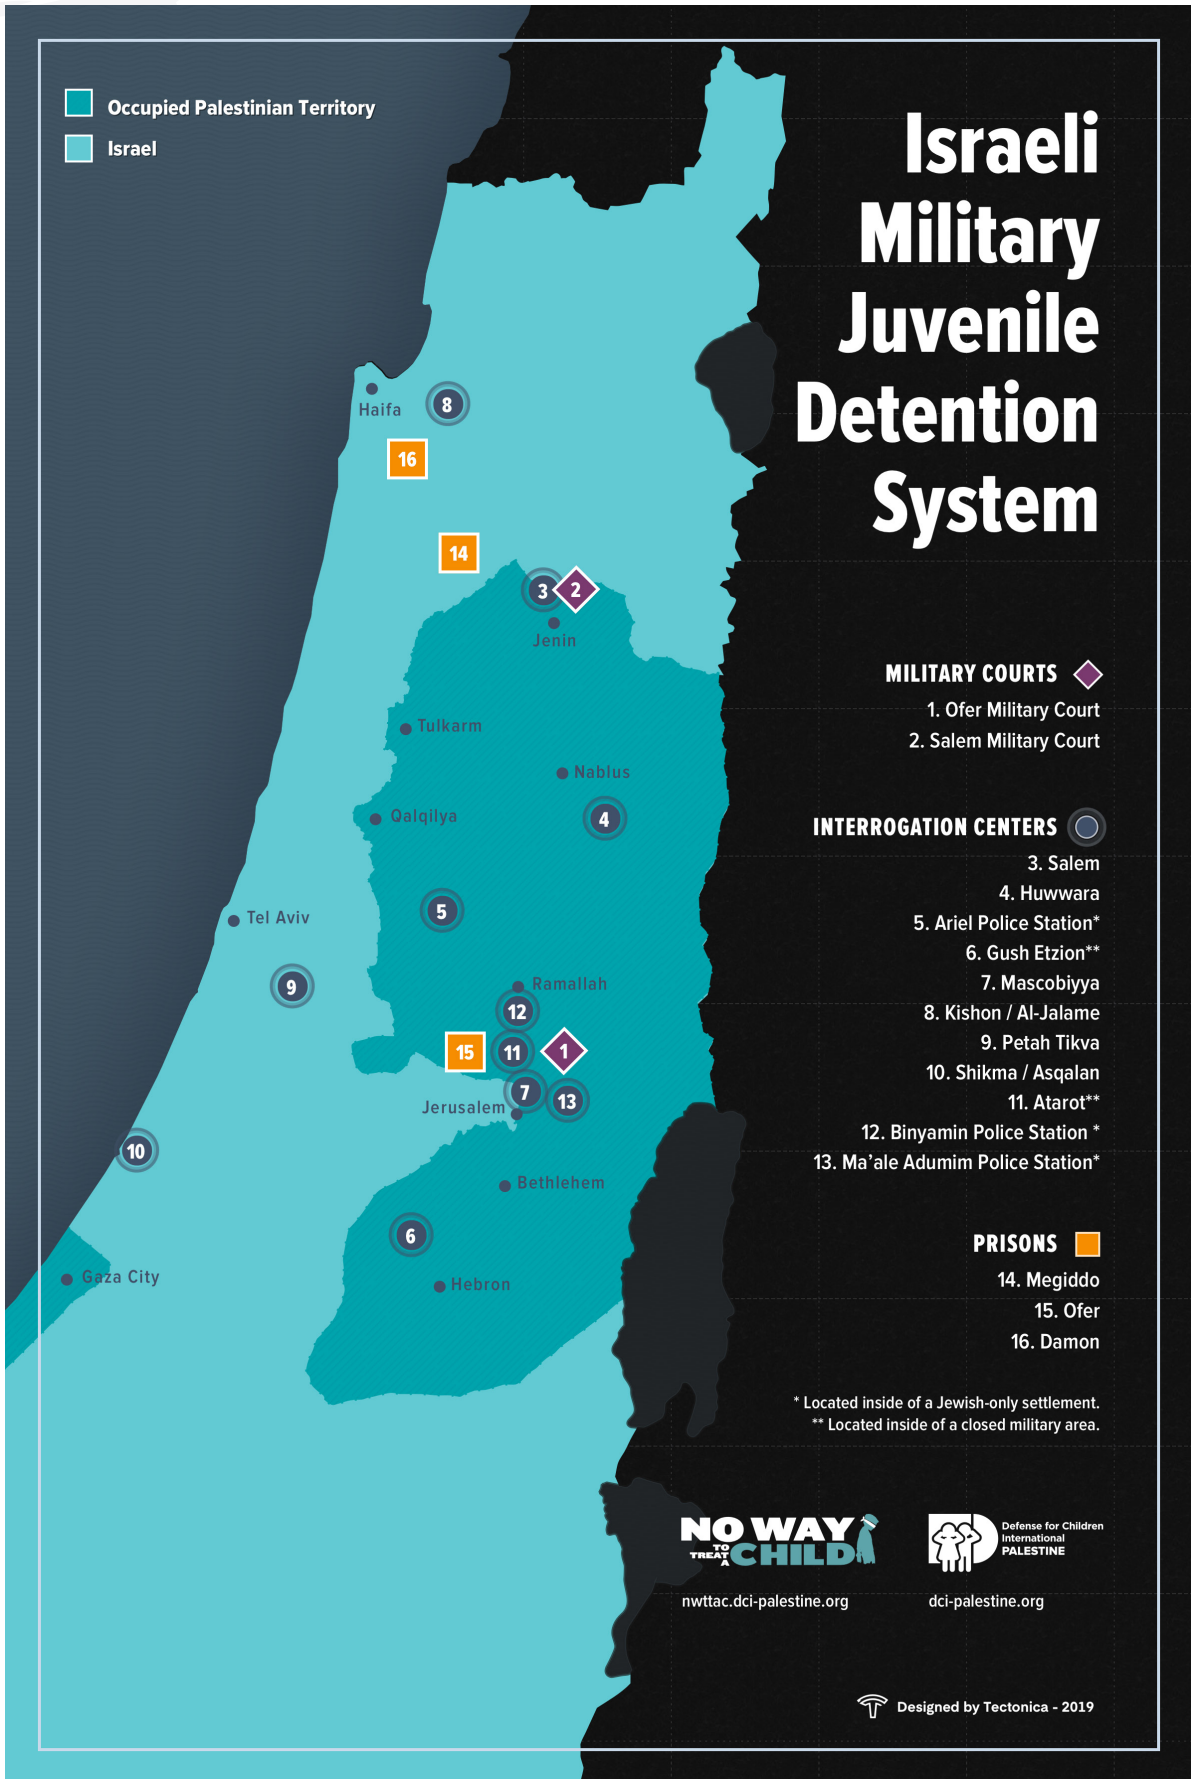 Occupied Palestinian Territory
Israel
Israeli
Military
Juvenile
Detention
System
Haifa
8
16
14
3
2
Jenin
Tulkarm
Nablus
Qalqilya
4
5
Tel Aviv
9
Ramallah
12
15
11
1
7
13
Jerusalem
10
Bethlehem
6
Gaza City
Hebron
MILITARY COURTS
1. Ofer Military Court
2. Salem Military Court
INTERROGATION CENTERS
3. Salem
4. Huwwara
5. Ariel Police Station*
6. Gush Etzion**
7. Mascobiyya
8. Kishon / Al-Jalame
9. Petah Tikva
10. Shikma / Asqalan
11. Atarot**
12. Binyamin Police Station *
13. Ma’ale Adumim Police Station*
PRISONS
14. Megiddo
15. Ofer
16. Damon
* Located inside of a Jewish-only settlement.
** Located inside of a closed military area.
NO WAY
TO TREAT A CHILD
nwttac.dci-palestine.org
Defense for Children
International
PALESTINE
dci-palestine.org
Designed by Tectonica - 2019